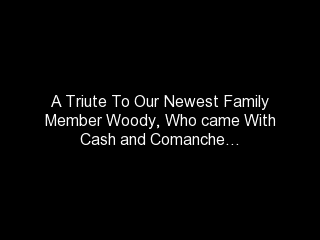 A Triute To Our Newest Family
Member Woody, Who came With
Cash and Comanche…